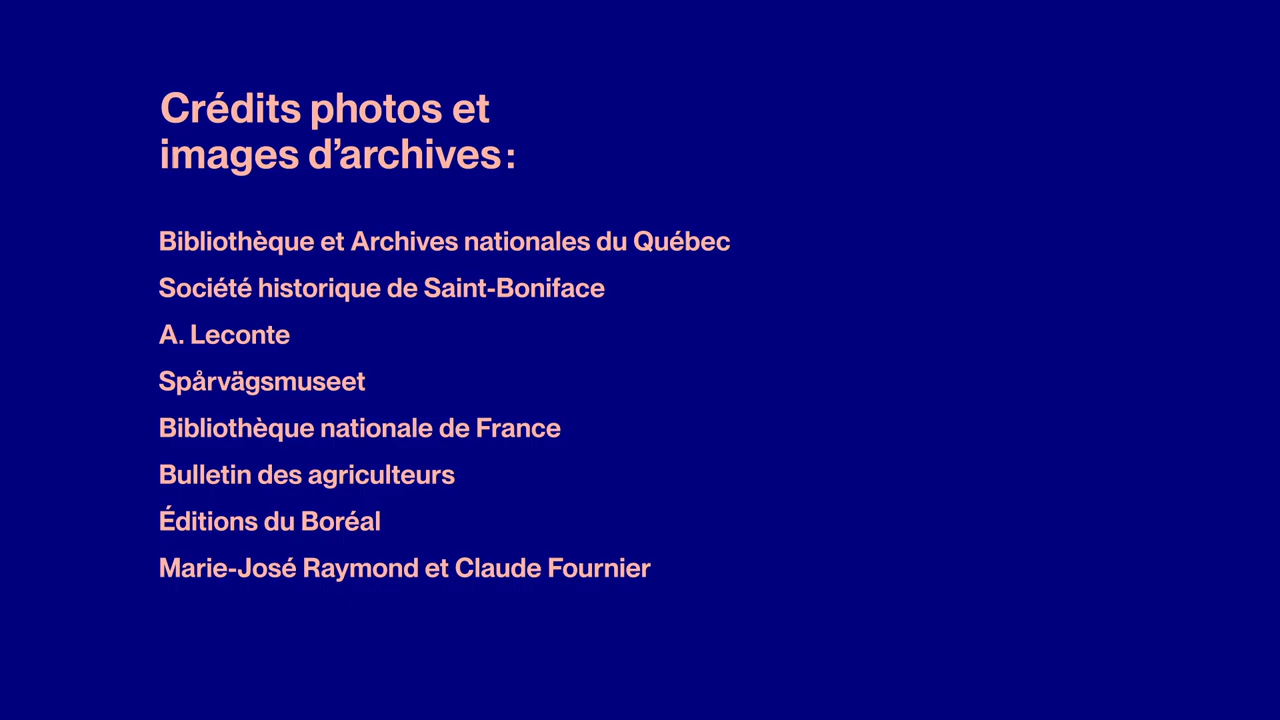 Crédits photos et
images d’archives :
Bibliothèque et Archives nationales du Québec
Société historique de Saint-Boniface
A. Leconte
Spårvägsmuseet
Bibliothèque nationale de France
Bulletin des agriculteurs
Éditions du Boréal
Marie-José Raymond et Claude Fournier